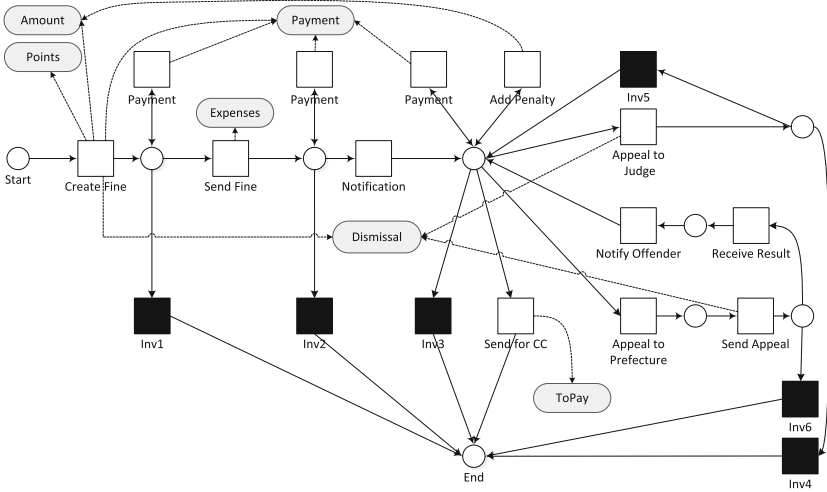 Amount
Payment
Points
Payment
Payment
Payment
Add Penalty
Inv5
Expenses
Start
Create Fine
Send Fine
Notification
Appeal to
Judge
Dismissal
Notify Offender
Receive Result
Inv1
Inv2
Inv3
Send for CC
Appeal to
Prefecture
Send Appeal
ToPay
Inv6
End
Inv4